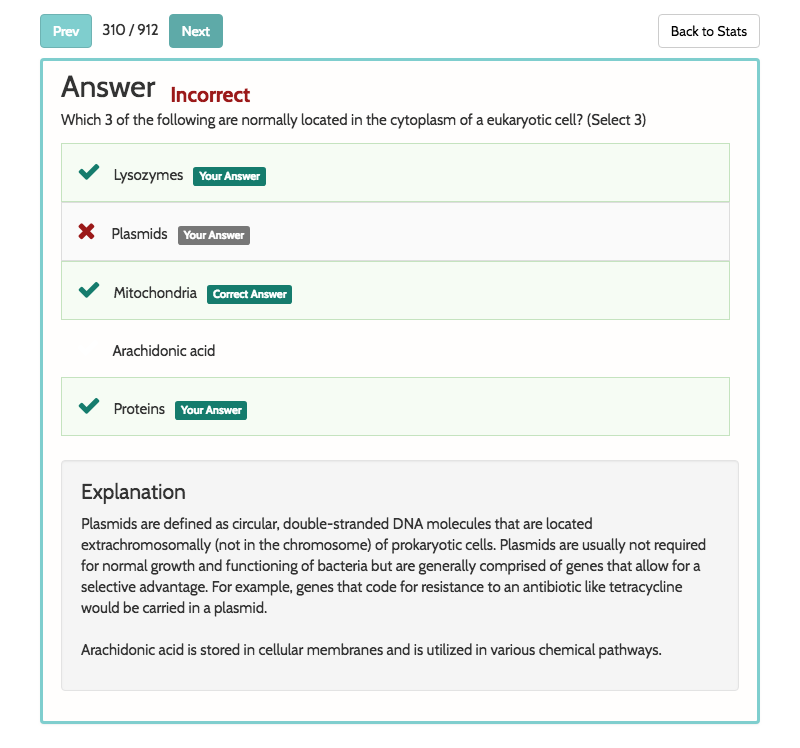 Prev 310 / 912 Next Back to Stats
Answer Incorrect
Which 3 of the following are normally located in the cytoplasm of a eukaryotic cell? (Select 3)
Lysozymes Your Answer
Plasmids Your Answer
Mitochondria Correct Answer
Arachidonic acid
Proteins Your Answer
Explanation
Plasmids are defined as circular, double-stranded DNA molecules that are located
extrachromosomally (not in the chromosome) of prokaryotic cells. Plasmids are usually not required
for normal growth and functioning of bacteria but are generally comprised of genes that allow for a
selective advantage. For example, genes that code for resistance to an antibiotic like tetracycline
would be carried in a plasmid.
Arachidonic acid is stored in cellular membranes and is utilized in various chemical pathways.